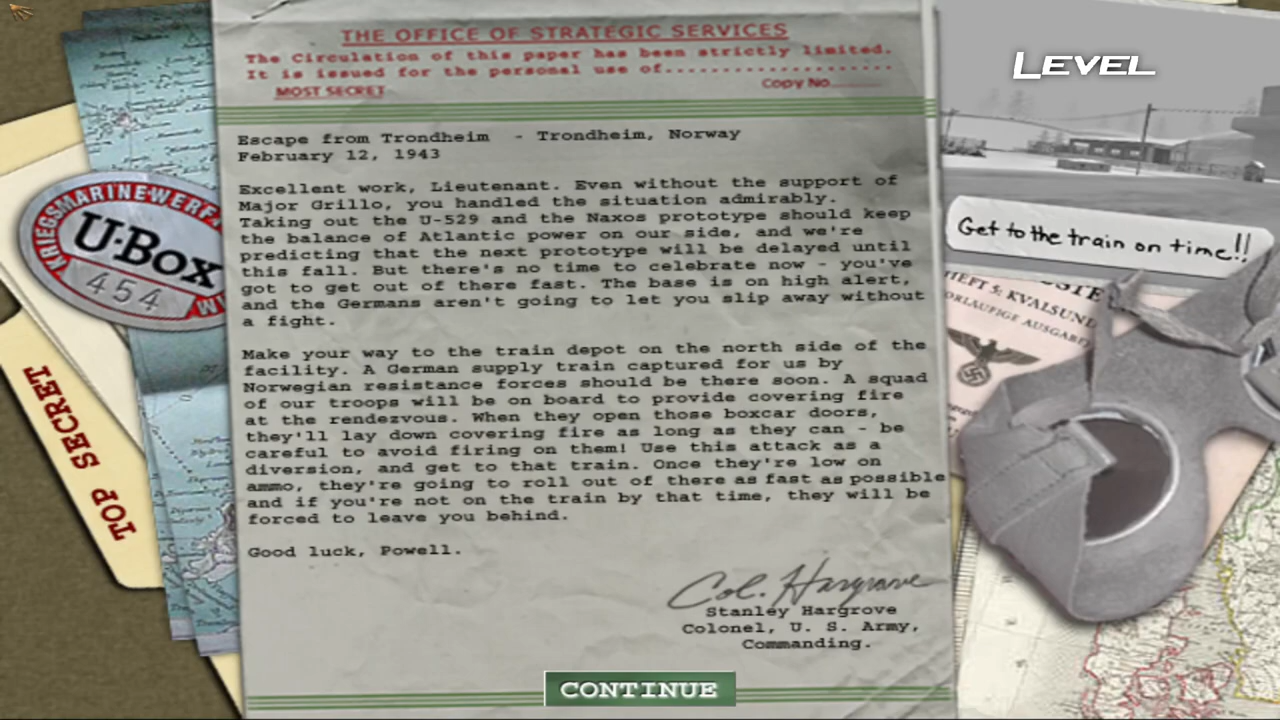 THE OFFICE OF STRATEGIC SERVICES
The Circulation of this paper has been strictly limited.
It is issued for the personal use of....................
MOST SECRET
Copy No.........
Escape from Trondheim - Trondheim, Norway
February 12, 1943
Excellent work, Lieutenant. Even without the support of
Major Grillo, you handled the situation admirably.
Taking out the U-529 and the Naxos prototype should keep
the balance of Atlantic power on our side, and we're
predicting that the next prototype will be delayed until
this fall. But there's no time to celebrate now - you've
got to get out of there fast. The base is on high alert,
and the Germans aren't going to let you slip away without
a fight.
Make your way to the train depot on the north side of the
facility. A German supply train captured for us by
Norwegian resistance forces should be there soon. A squad
of our troops will be on board to provide covering fire
at the rendezvous. When they open those boxcar doors,
they'll lay down covering fire as long as they can - be
careful to avoid firing on them! Use this attack as a
diversion, and get to that train. Once they're low on
ammo, they're going to roll out of there as fast as possible
and if you're not on the train by that time, they will be
forced to leave you behind.
Good luck, Powell.
Col. Hargrove
Stanley Hargrove
Colonel, U. S. Army,
Commanding.
CONTINUE
LEVEL
Get to the train on time!!
HEFT 5: KVALSUND
AUSGABE
KRIEGSMARINEWERFA
U-Box
454
TOP SECRET